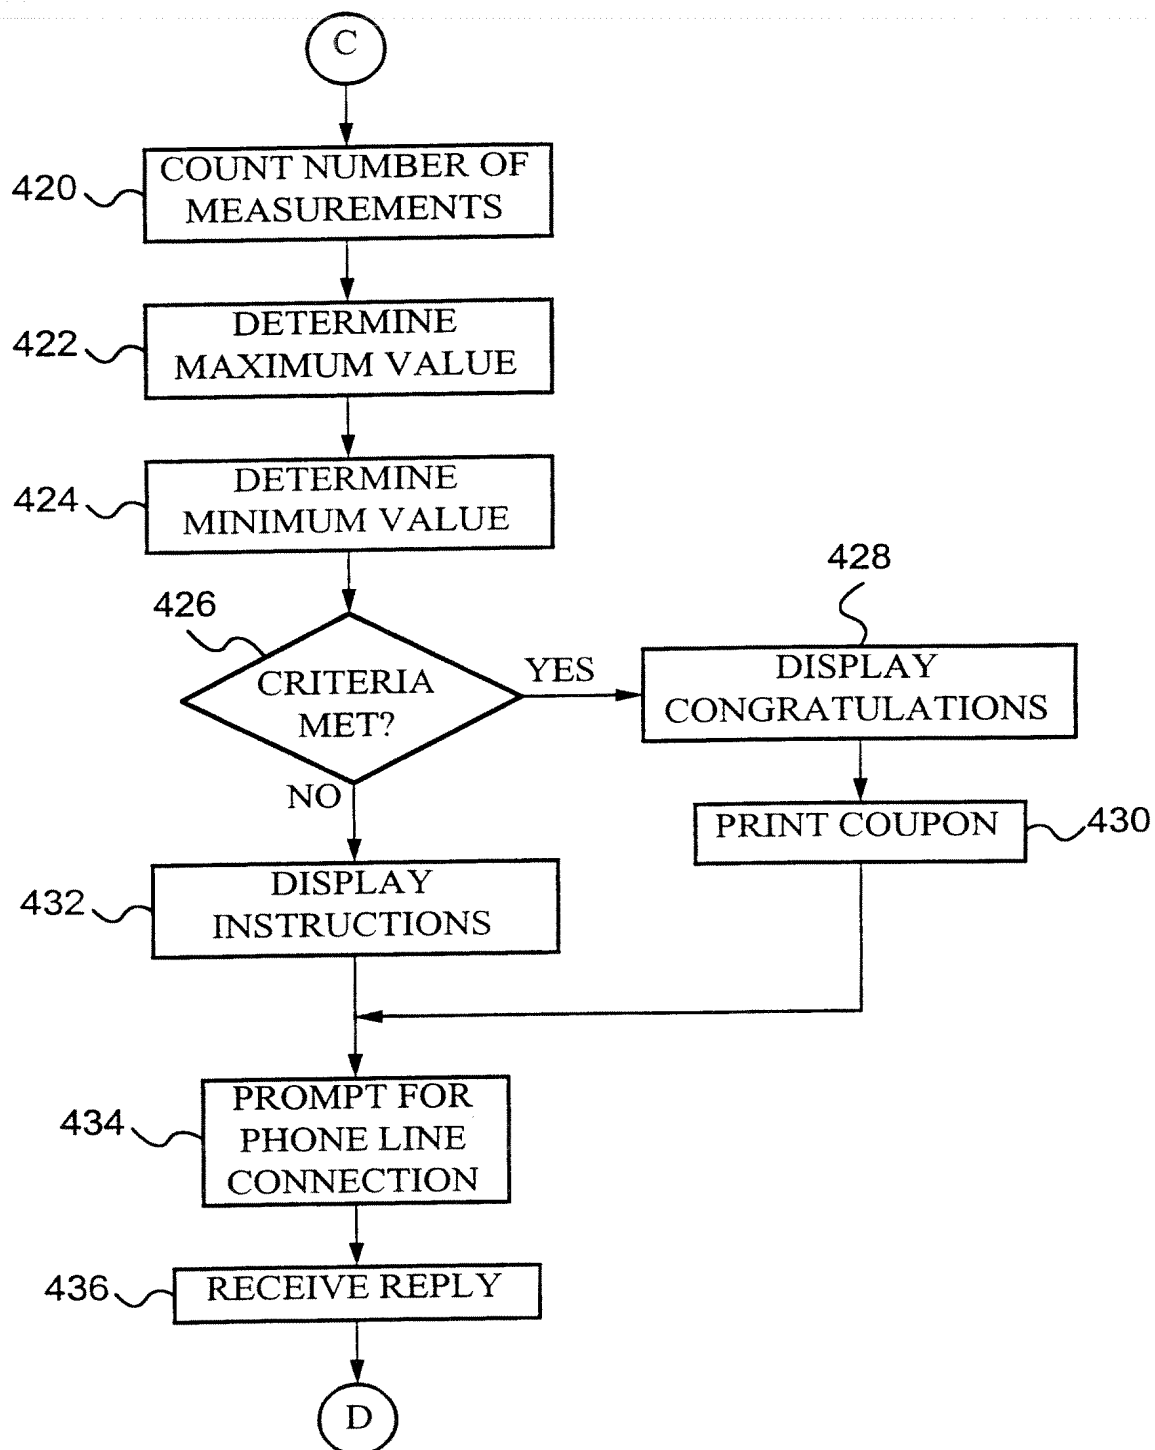 C
420
COUNT NUMBER OF
MEASUREMENTS
422
DETERMINE
MAXIMUM VALUE
424
DETERMINE
MINIMUM VALUE
426
CRITERIA
MET?
YES
NO
428
DISPLAY
CONGRATULATIONS
PRINT COUPON
430
432
DISPLAY
INSTRUCTIONS
434
PROMPT FOR
PHONE LINE
CONNECTION
436
RECEIVE REPLY
D